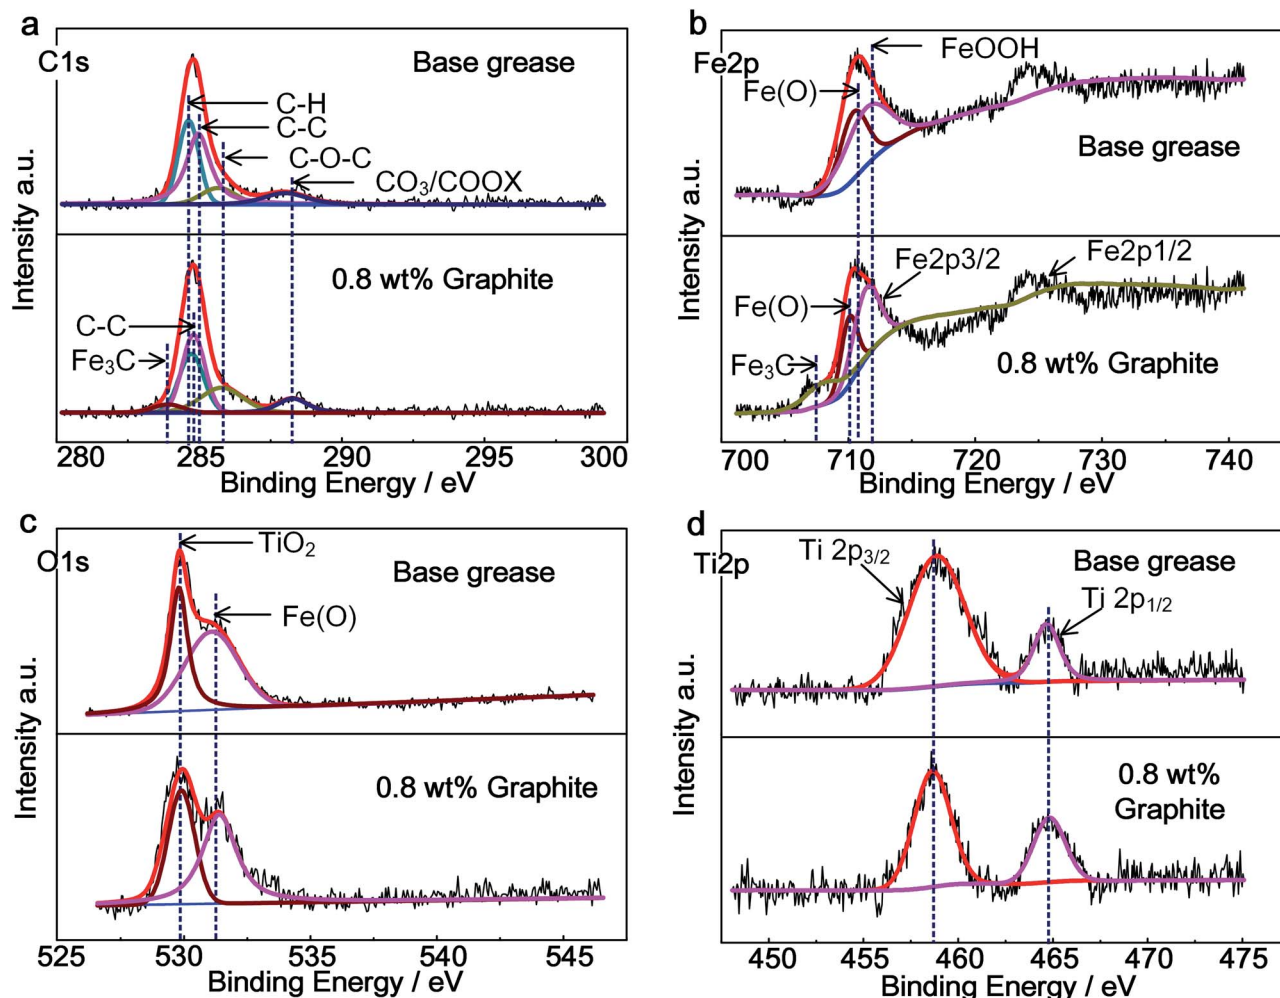 a
C1s
Base grease
C-H
C-C
C-O-C
CO₃/COOX
0.8 wt% Graphite
C-C
Fe₃C
Intensity a.u.
280 285 290 295 300
Binding Energy / eV
b
Fe2p
FeOOH
Fe(O)
Base grease
Fe2p3/2
Fe2p1/2
Fe(O)
Fe₃C
0.8 wt% Graphite
Intensity a.u.
700 710 720 730 740
Binding Energy / eV
c
O1s
TiO₂
Base grease
Fe(O)
0.8 wt% Graphite
Intensity a.u.
525 530 535 540 545
Binding Energy / eV
d
Ti2p
Ti 2p₃/₂
Base grease
Ti 2p₁/₂
0.8 wt%
Graphite
Intensity a.u.
450 455 460 465 470 475
Binding Energy / eV